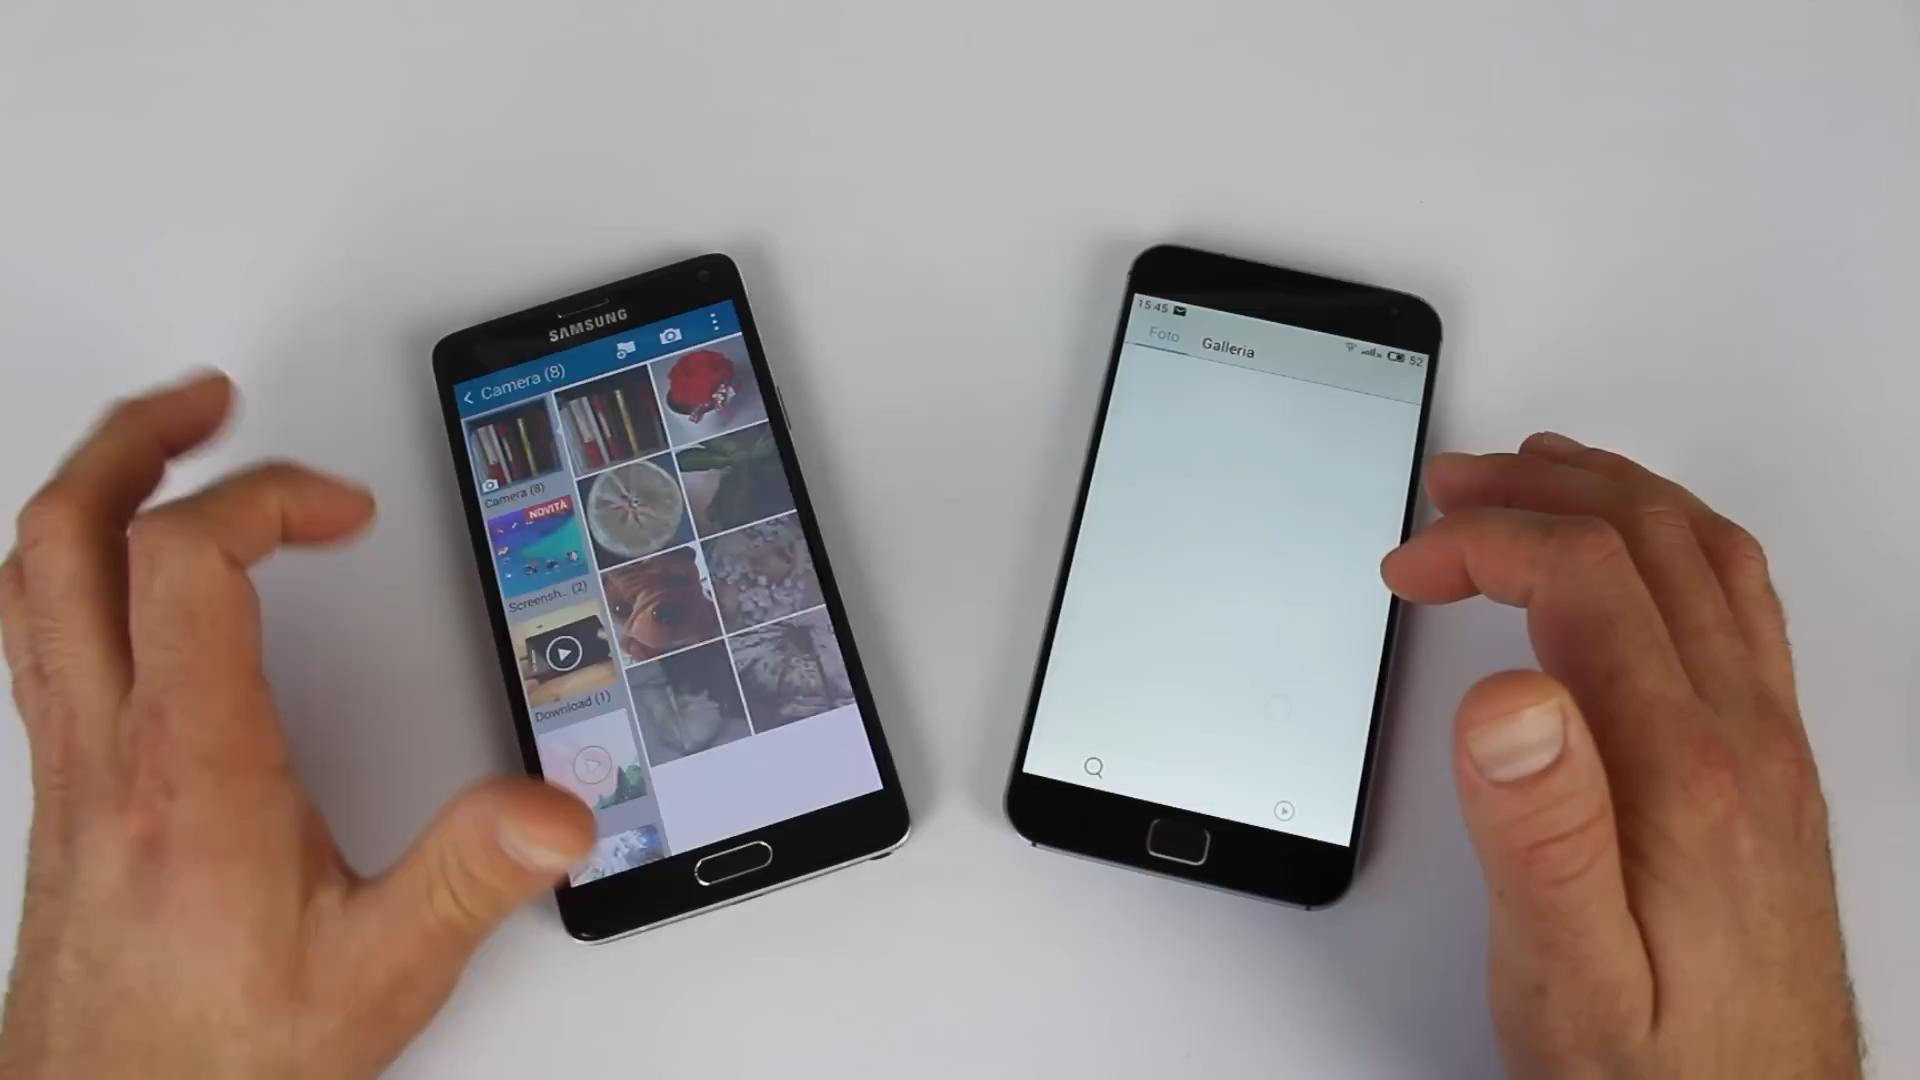 SAMSUNG
Camera (8)
Camera (8)
NOVITÀ
Screensh.. (2)
Download (1)
15:45
52
Foto
Galleria